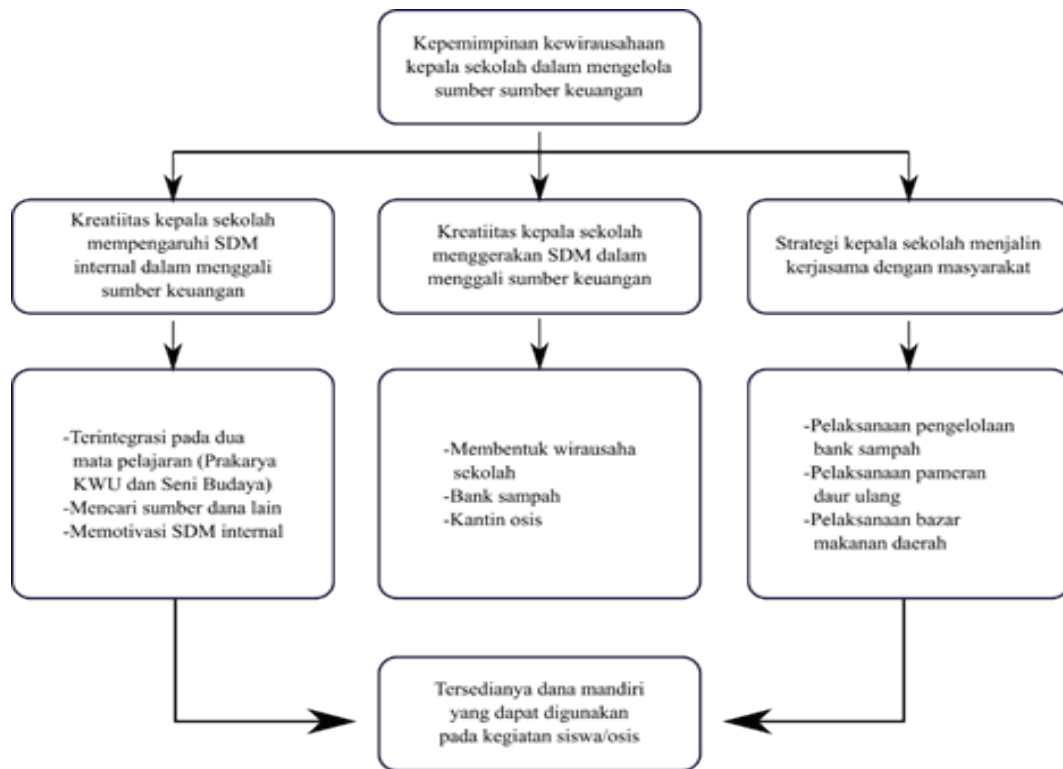 Kepemimpinan kewirausahaan
kepala sekolah dalam mengelola
sumber sumber keuangan
Kreatiitas kepala sekolah
mempengaruhi SDM
internal dalam menggali
sumber keuangan
Kreatiitas kepala sekolah
menggerakan SDM dalam
menggali sumber keuangan
Strategi kepala sekolah menjalin
kerjasama dengan masyarakat
-Terintegrasi pada dua
mata pelajaran (Prakarya
KWU dan Seni Budaya)
-Mencari sumber dana lain
-Memotivasi SDM internal
-Membentuk wirausaha
sekolah
-Bank sampah
-Kantin osis
-Pelaksanaan pengelolaan
bank sampah
-Pelaksanaan pameran
daur ulang
-Pelaksanaan bazar
makanan daerah
Tersedianya dana mandiri
yang dapat digunakan
pada kegiatan siswa/osis